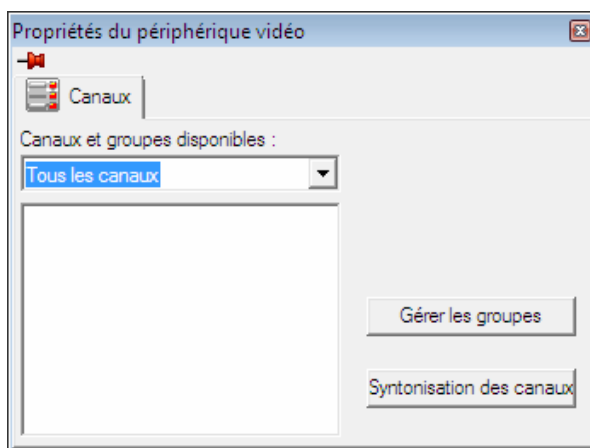 Propriétés du périphérique vidéo
Canaux
Canaux et groupes disponibles :
Tous les canaux
Gérer les groupes
Syntonisation des canaux